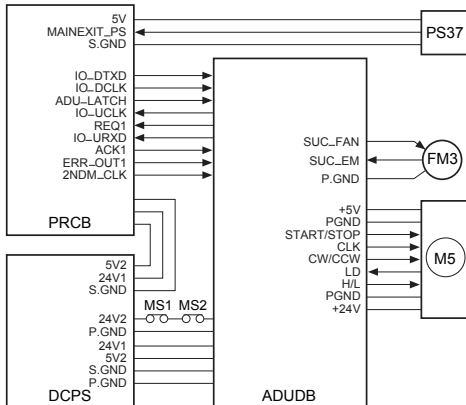 5V
MAINEXIT_PS
S.GND
PS37
IO_DTXD
IO_DCLK
ADU-LATCH
IO_UCLK
REQ1
IO_URXD
ACK1
ERR_OUT1
2NDM_CLK
PRCB
SUC_FAN
SUC_EM
P.GND
FM3
+5V
PGND
START/STOP
CLK
CW/CCW
LD
H/L
PGND
+24V
M5
5V2
24V1
S.GND
MS1 MS2
24V2
P.GND
24V1
5V2
S.GND
P.GND
DCPS
ADUDB